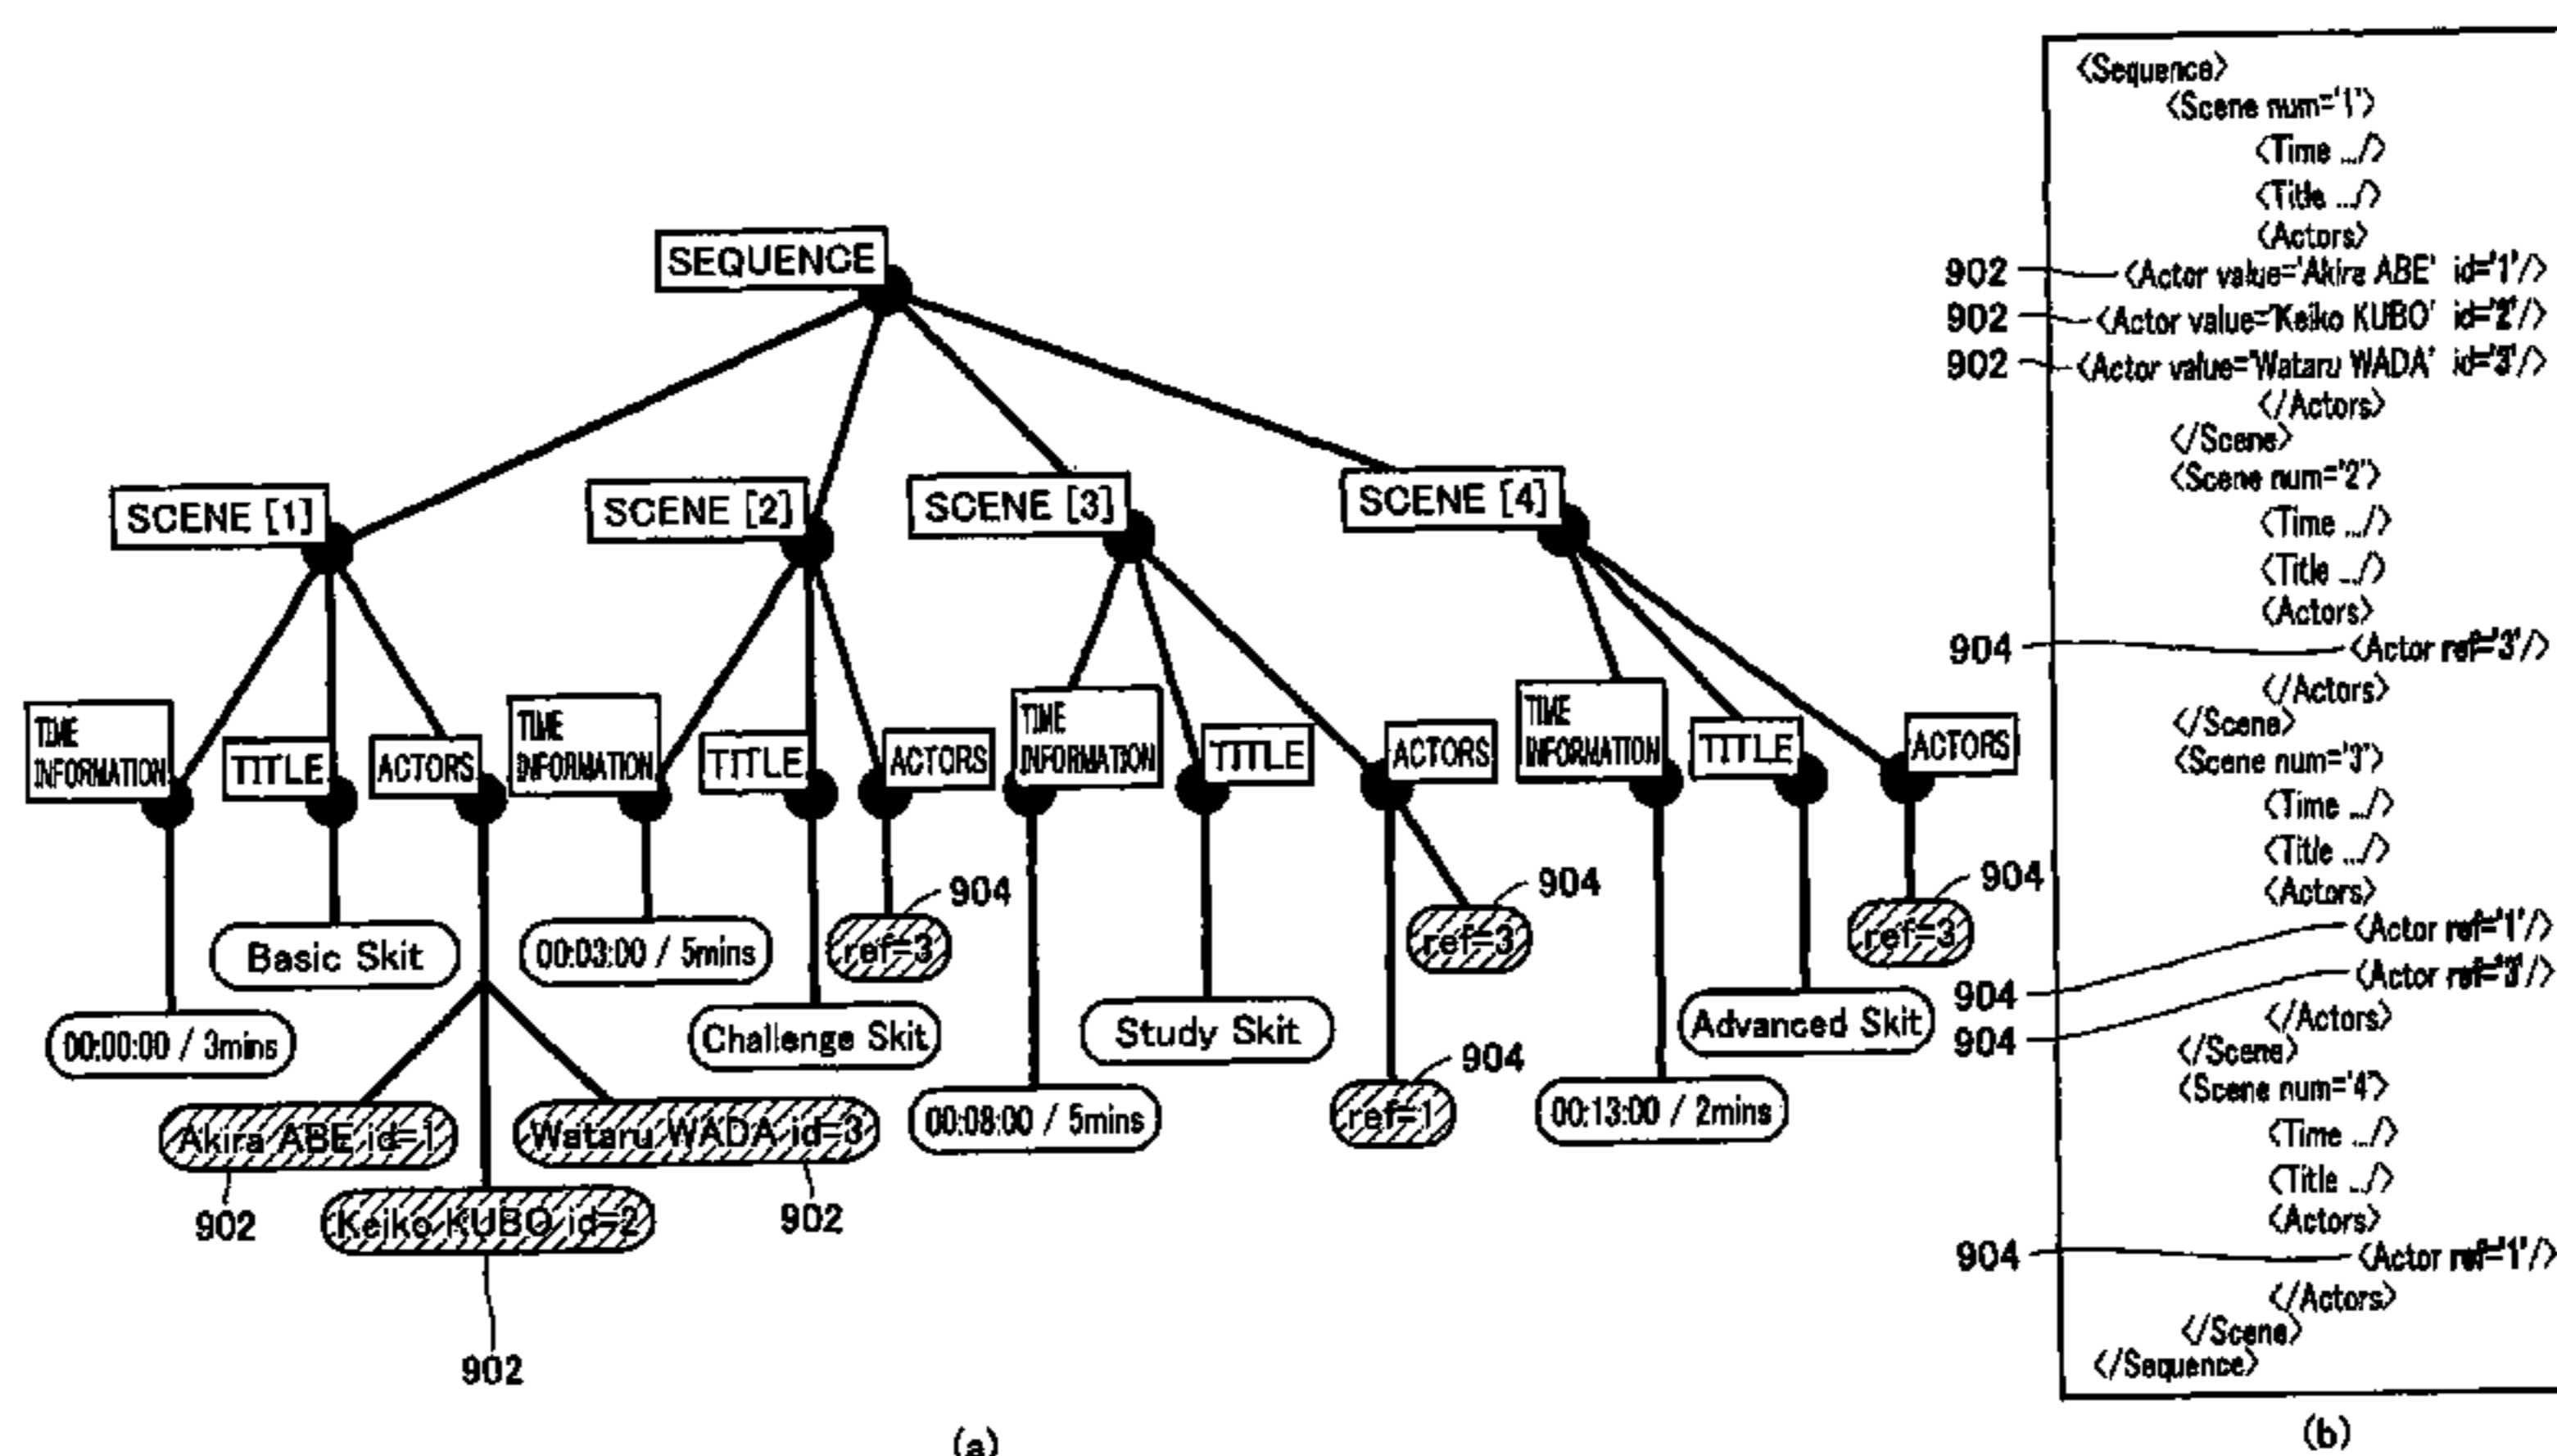 SEQUENCE
SCENE [1]
SCENE [2]
SCENE [3]
SCENE [4]
TIME
INFORMATION
TITLE
ACTORS
TIME
INFORMATION
TITLE
ACTORS
TIME
INFORMATION
TITLE
ACTORS
TIME
INFORMATION
TITLE
ACTORS
00:00:00 / 3mins
Basic Skit
Akira ABE id=1
902
Keiko KUBO id=2
902
Wataru WADA id=3
902
00:03:00 / 5mins
Challenge Skit
ref=3
904
00:08:00 / 5mins
Study Skit
ref=3
904
ref=1
904
00:13:00 / 2mins
Advanced Skit
ref=3
904
(a)
<Sequence>
<Scene num='1'>
<Time .../>
<Title .../>
<Actors>
902 <Actor value='Akira ABE' id='1'/>
902 <Actor value='Keiko KUBO' id='2'/>
902 <Actor value='Wataru WADA' id='3'/>
</Actors>
</Scene>
<Scene num='2'>
<Time .../>
<Title .../>
<Actors>
904 <Actor ref='3'/>
</Actors>
</Scene>
<Scene num='3'>
<Time .../>
<Title .../>
<Actors>
904 <Actor ref='1'/>
904 <Actor ref='3'/>
</Actors>
</Scene>
<Scene num='4'>
<Time .../>
<Title .../>
<Actors>
904 <Actor ref='1'/>
</Actors>
</Scene>
</Sequence>
(b)